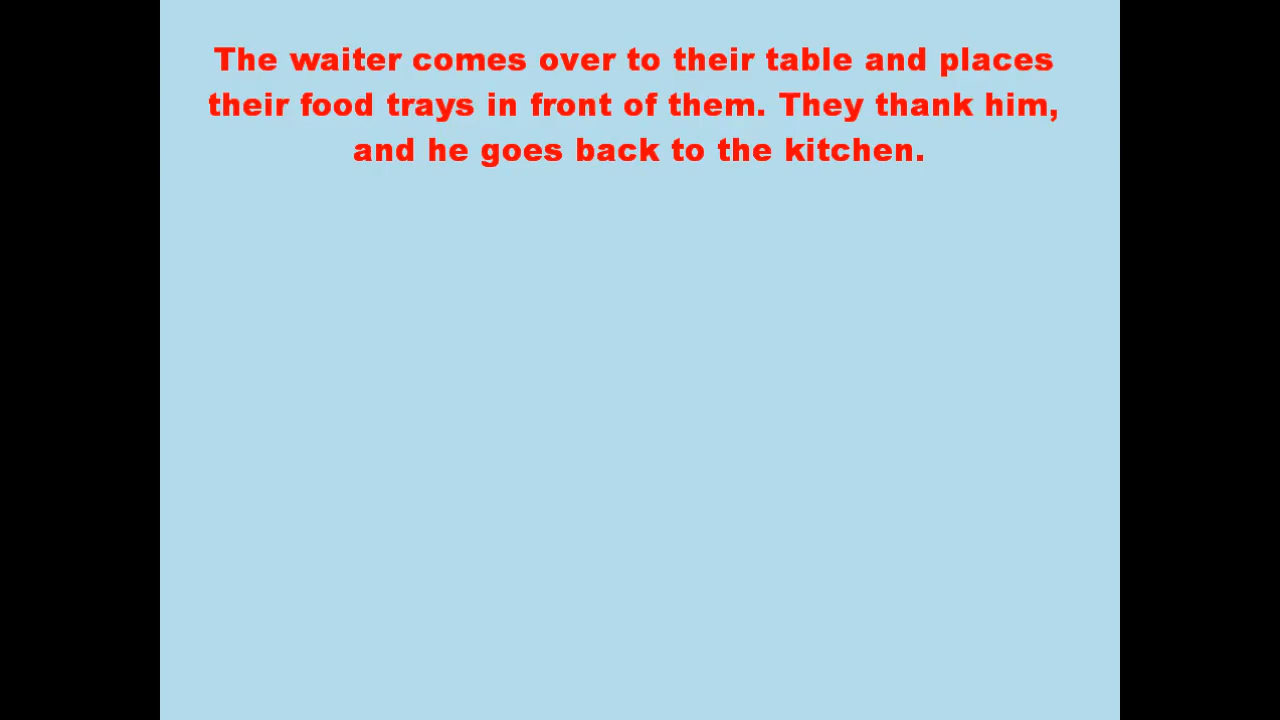 The waiter comes over to their table and places
their food trays in front of them. They thank him,
and he goes back to the kitchen.